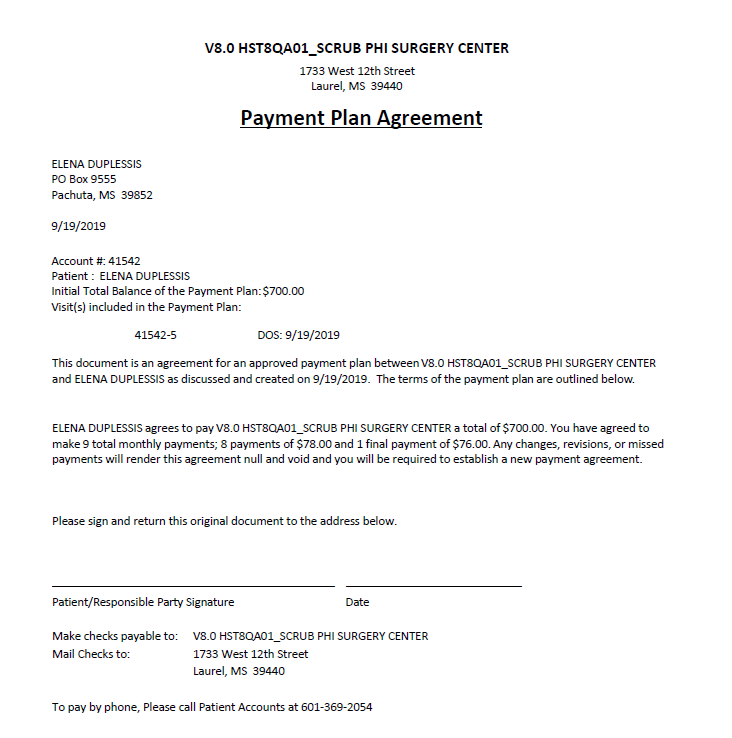 V8.0 HST8QA01_SCRUB PHI SURGERY CENTER
1733 West 12th Street
Laurel, MS 39440
Payment Plan Agreement
ELENA DUPLESSIS
PO Box 9555
Pachuta, MS 39852
9/19/2019
Account #: 41542
Patient : ELENA DUPLESSIS
Initial Total Balance of the Payment Plan: $700.00
Visit(s) included in the Payment Plan:
41542-5 DOS: 9/19/2019
This document is an agreement for an approved payment plan between V8.0 HST8QA01_SCRUB PHI SURGERY CENTER
and ELENA DUPLESSIS as discussed and created on 9/19/2019. The terms of the payment plan are outlined below.
ELENA DUPLESSIS agrees to pay V8.0 HST8QA01_SCRUB PHI SURGERY CENTER a total of $700.00. You have agreed to
make 9 total monthly payments; 8 payments of $78.00 and 1 final payment of $76.00. Any changes, revisions, or missed
payments will render this agreement null and void and you will be required to establish a new payment agreement.
Please sign and return this original document to the address below.
Patient/Responsible Party Signature Date
Make checks payable to: V8.0 HST8QA01_SCRUB PHI SURGERY CENTER
Mail Checks to: 1733 West 12th Street
Laurel, MS 39440
To pay by phone, Please call Patient Accounts at 601-369-2054